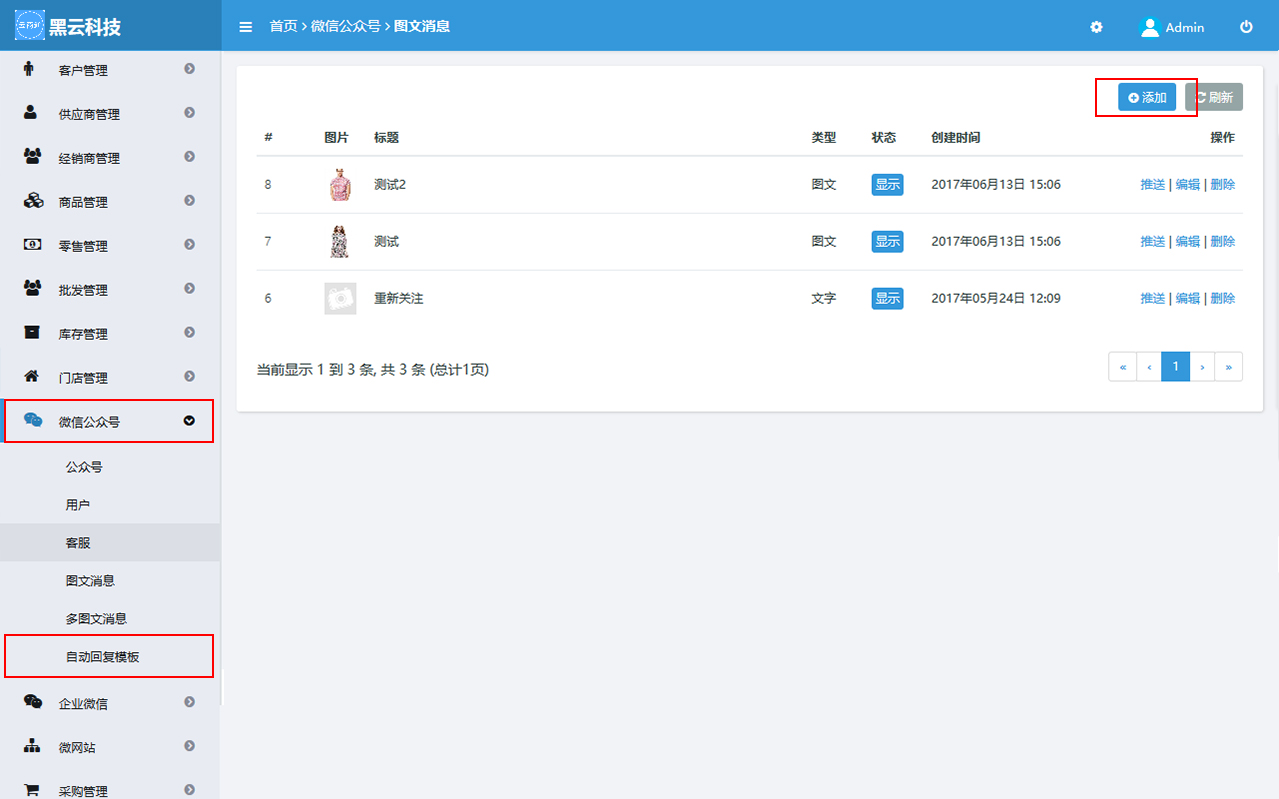 黑云科技
首页 › 微信公众号 › 图文消息
Admin
客户管理
供应商管理
经销商管理
商品管理
零售管理
批发管理
库存管理
门店管理
微信公众号
公众号
用户
客服
图文消息
多图文消息
自动回复模板
企业微信
微网站
采购管理
添加 刷新
# 图片 标题 类型 状态 创建时间 操作
8 测试2 图文 显示 2017年06月13日 15:06 推送 | 编辑 | 删除
7 测试 图文 显示 2017年06月13日 15:06 推送 | 编辑 | 删除
6 重新关注 文字 显示 2017年05月24日 12:09 推送 | 编辑 | 删除
当前显示 1 到 3 条, 共 3 条 (总计1页)
« ‹ 1 › »